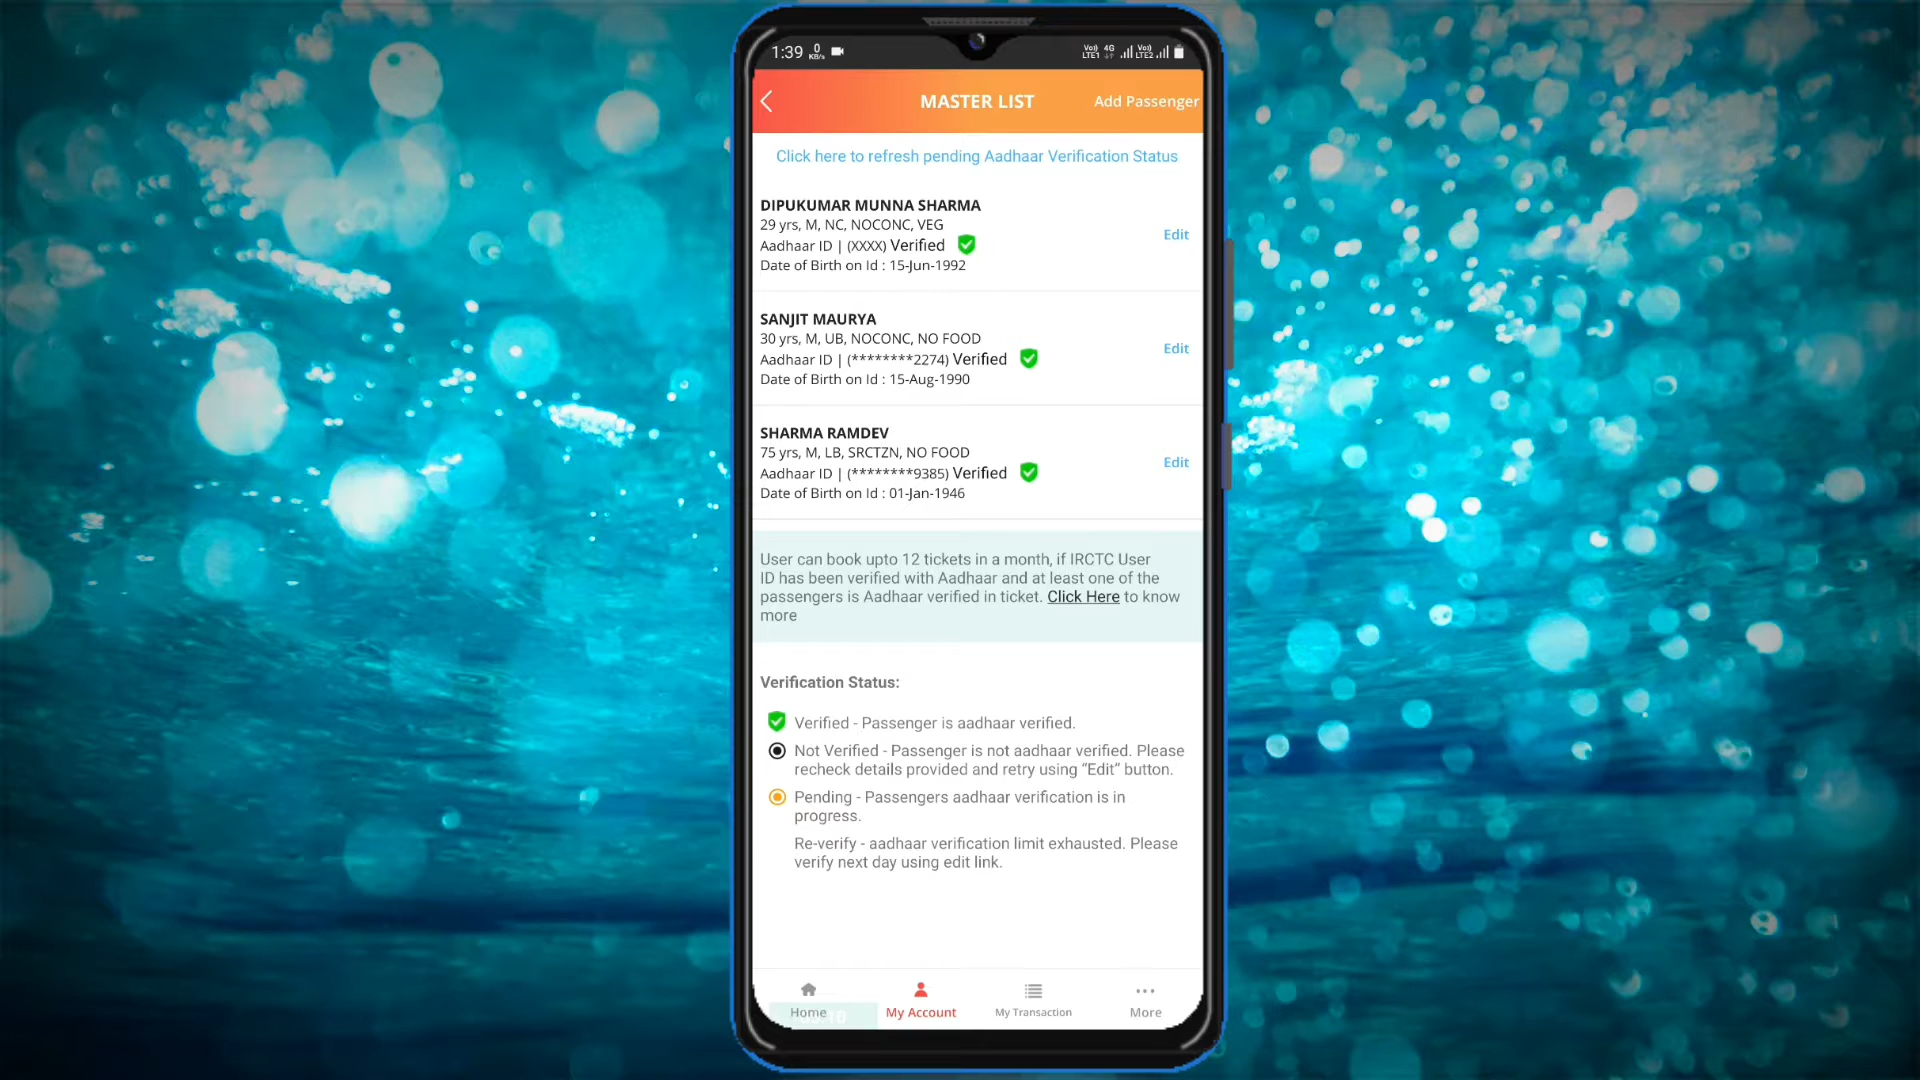 1:39 0 KB/s Vo) LTE1 4G Vo) LTE2
MASTER LIST Add Passenger
Click here to refresh pending Aadhaar Verification Status
DIPUKUMAR MUNNA SHARMA
29 yrs, M, NC, NOCONC, VEG
Edit
Aadhaar ID | (XXXX) Verified
Date of Birth on Id : 15-Jun-1992
SANJIT MAURYA
30 yrs, M, UB, NOCONC, NO FOOD
Edit
Aadhaar ID | (********2274) Verified
Date of Birth on Id : 15-Aug-1990
SHARMA RAMDEV
75 yrs, M, LB, SRCTZN, NO FOOD
Edit
Aadhaar ID | (********9385) Verified
Date of Birth on Id : 01-Jan-1946
User can book upto 12 tickets in a month, if IRCTC User
ID has been verified with Aadhaar and at least one of the
passengers is Aadhaar verified in ticket. Click Here to know
more
Verification Status:
Verified - Passenger is aadhaar verified.
Not Verified - Passenger is not aadhaar verified. Please
recheck details provided and retry using “Edit” button.
Pending - Passengers aadhaar verification is in
progress.
Re-verify - aadhaar verification limit exhausted. Please
verify next day using edit link.
Home My Account My Transaction More